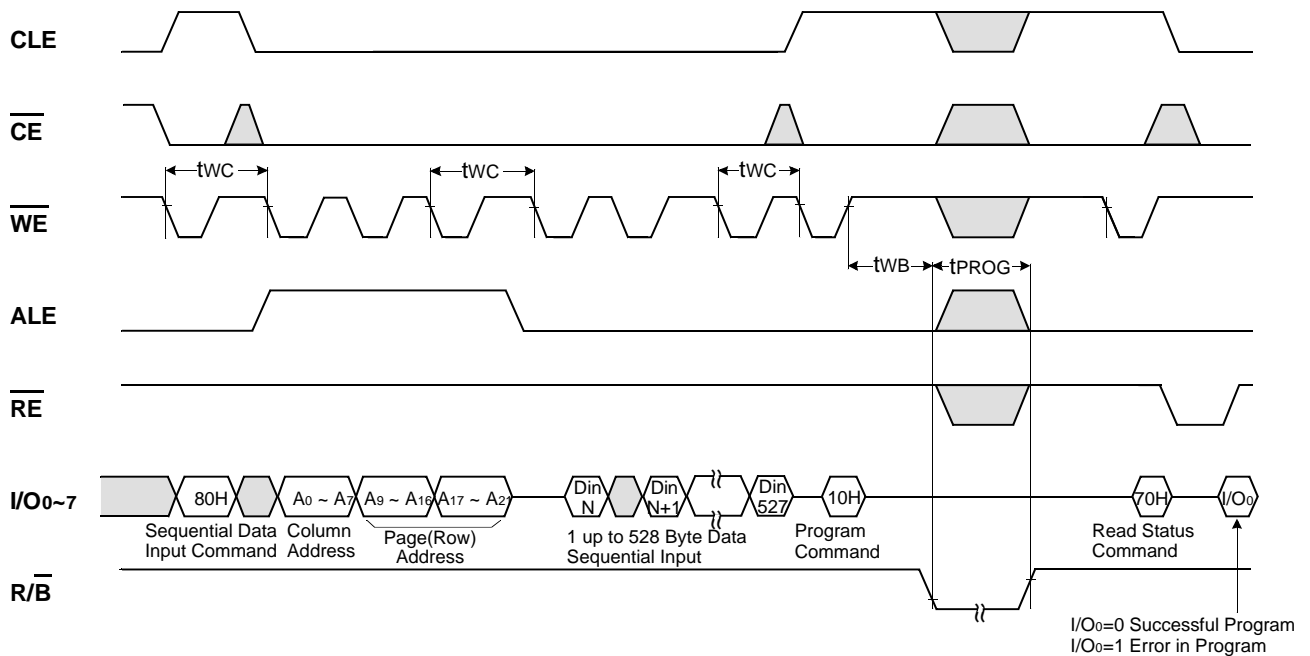 CLE
CE
tWC tWC tWC
WE
tWB tPROG
ALE
RE
I/O0~7 80H A0 ~ A7 A9 ~ A16 A17 ~ A21 Din N Din N+1 Din 527 10H 70H I/O0
Sequential Data Input Command
Column Address
Page(Row) Address
1 up to 528 Byte Data Sequential Input
Program Command
Read Status Command
R/B
I/O0=0 Successful Program
I/O0=1 Error in Program